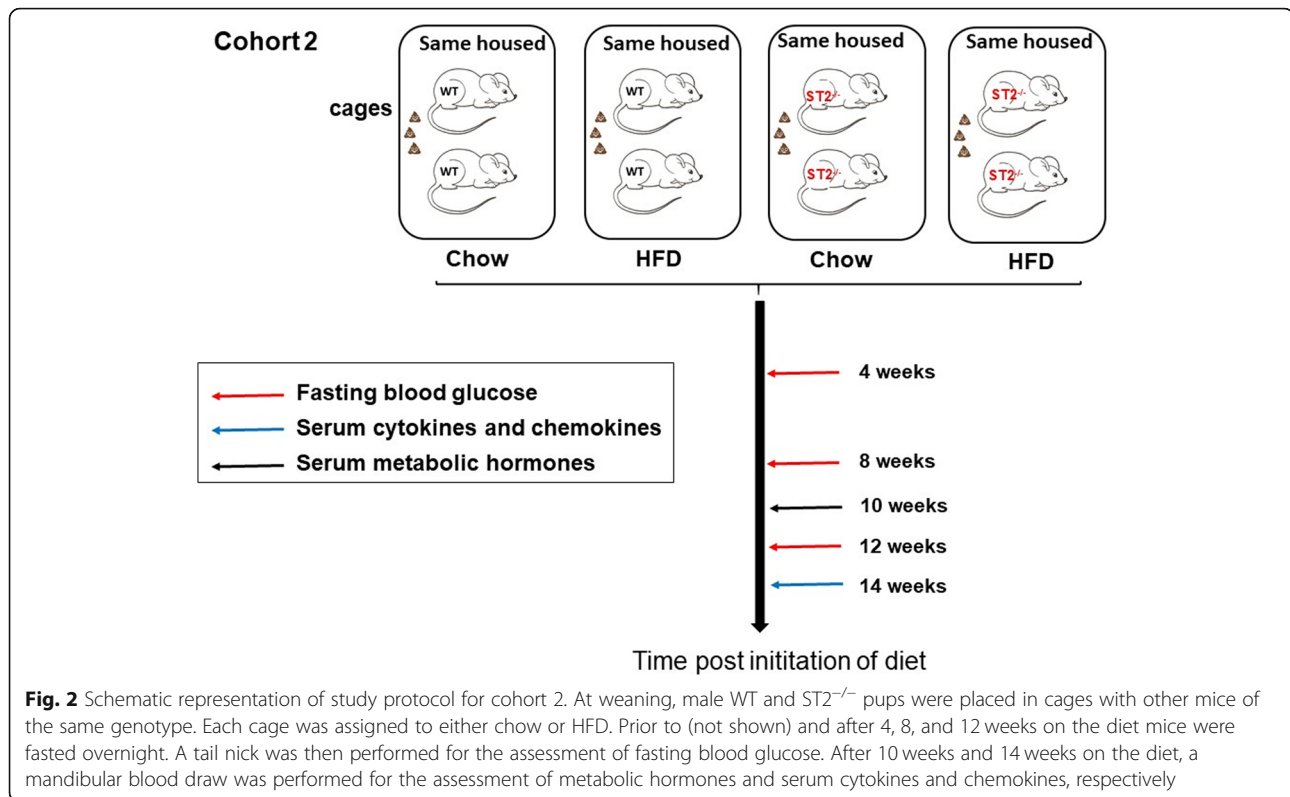 Cohort 2
Same housed Same housed Same housed Same housed
cages
WT WT ST2-/- ST2-/-
WT WT ST2-/- ST2-/-
Chow HFD Chow HFD
Fasting blood glucose
Serum cytokines and chemokines
Serum metabolic hormones
4 weeks
8 weeks
10 weeks
12 weeks
14 weeks
Time post inititation of diet
Fig. 2 Schematic representation of study protocol for cohort 2. At weaning, male WT and ST2−/− pups were placed in cages with other mice of
the same genotype. Each cage was assigned to either chow or HFD. Prior to (not shown) and after 4, 8, and 12 weeks on the diet mice were
fasted overnight. A tail nick was then performed for the assessment of fasting blood glucose. After 10 weeks and 14 weeks on the diet, a
mandibular blood draw was performed for the assessment of metabolic hormones and serum cytokines and chemokines, respectively